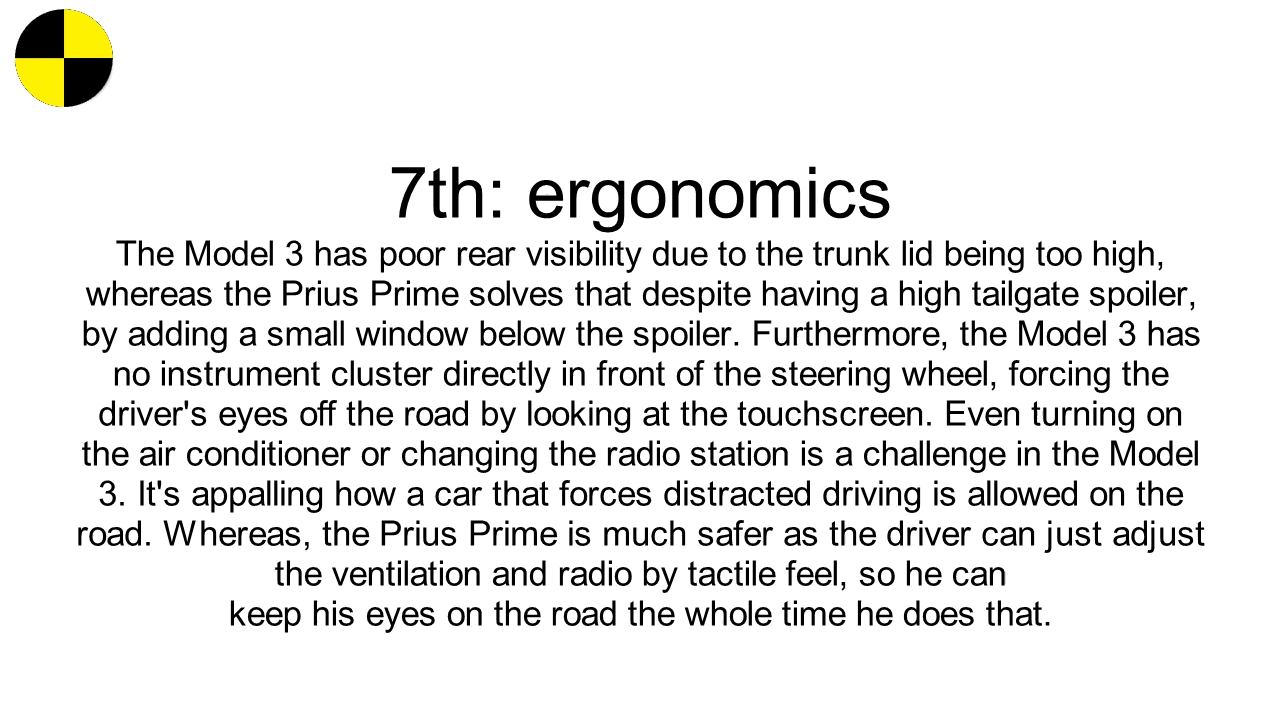 7th: ergonomics
The Model 3 has poor rear visibility due to the trunk lid being too high,
whereas the Prius Prime solves that despite having a high tailgate spoiler,
by adding a small window below the spoiler. Furthermore, the Model 3 has
no instrument cluster directly in front of the steering wheel, forcing the
driver's eyes off the road by looking at the touchscreen. Even turning on
the air conditioner or changing the radio station is a challenge in the Model
3. It's appalling how a car that forces distracted driving is allowed on the
road. Whereas, the Prius Prime is much safer as the driver can just adjust
the ventilation and radio by tactile feel, so he can
keep his eyes on the road the whole time he does that.